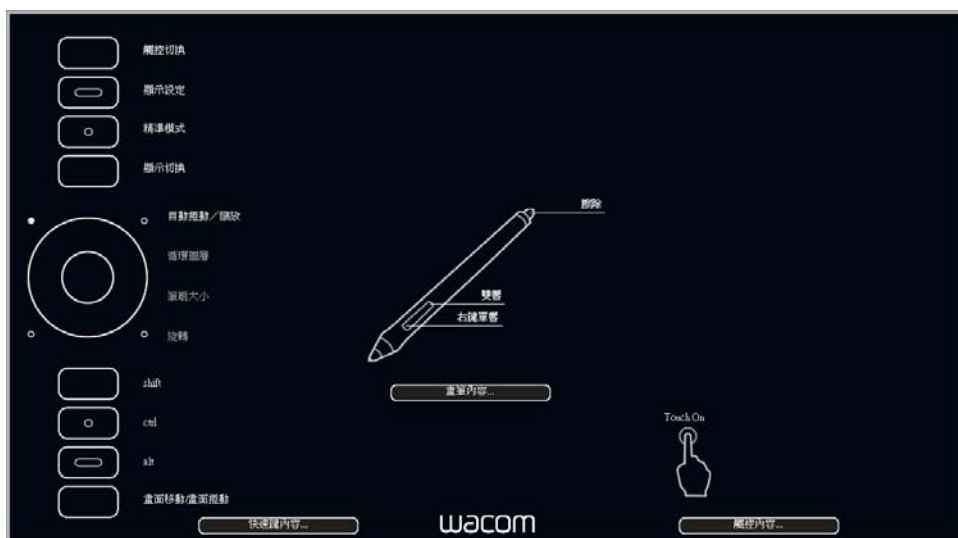 觸控切換
顯示設定
精準模式
顯示切換
自動捲動／縮放
循環圖層
筆刷大小
旋轉
shift
ctrl
alt
畫面移動/畫面捲動
快速鍵內容...
擦除
雙響
右鍵單響
畫筆內容...
wacom
Touch On
觸控內容...